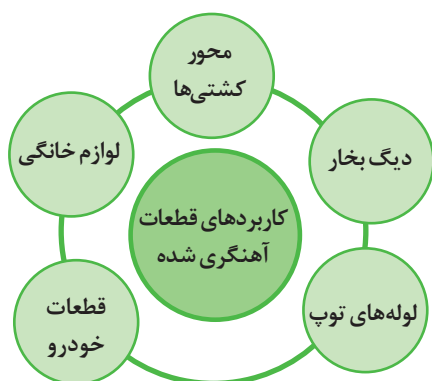 محور
کشتی‌ها
دیگ بخار
لوله‌های توپ
قطعات
خودرو
لوازم خانگی
کاربردهای قطعات
آهنگری شده